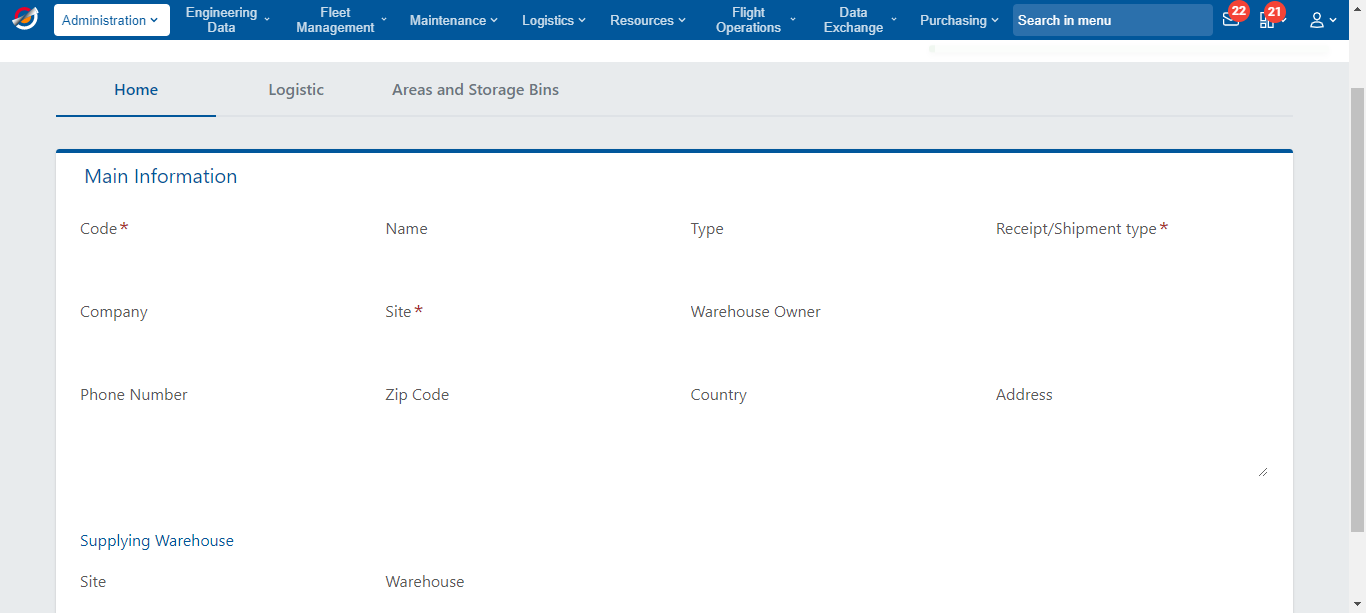 Administration
Engineering
Data
Fleet
Management
Maintenance
Logistics
Resources
Flight
Operations
Data
Exchange
Purchasing
Search in menu
22
21
Home
Logistic
Areas and Storage Bins
Main Information
Code*
Name
Type
Receipt/Shipment type*
Company
Site*
Warehouse Owner
Phone Number
Zip Code
Country
Address
Supplying Warehouse
Site
Warehouse